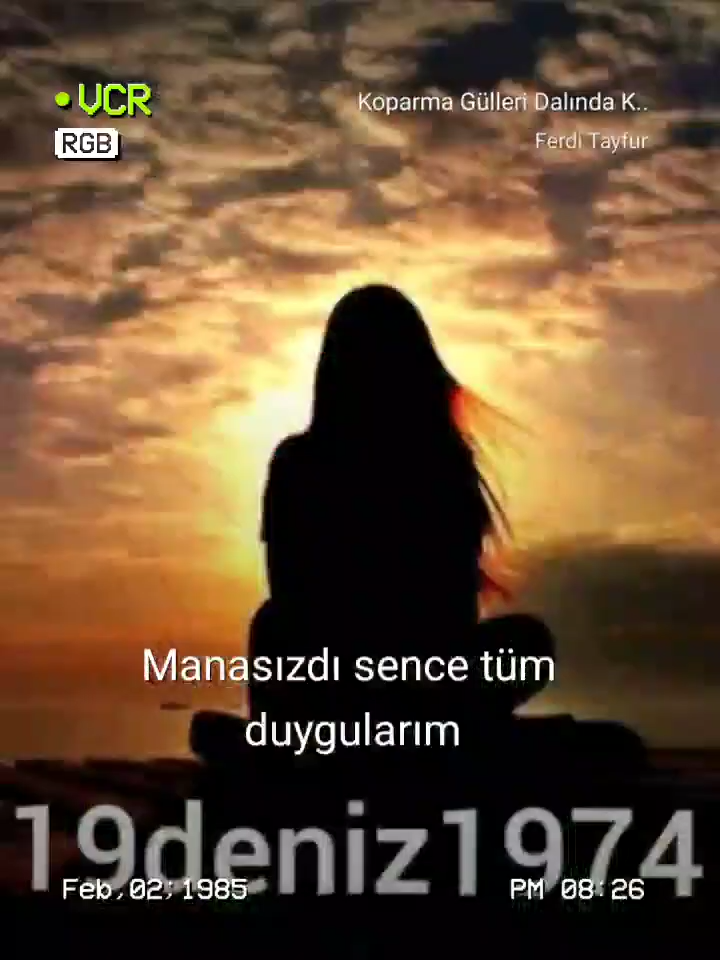 VCR
RGB
Koparma Gülleri Dalında K..
Ferdi Tayfur
Manasızdı sence tüm
duygularım
19deniz1974
Feb,02,1985
PM 08:26